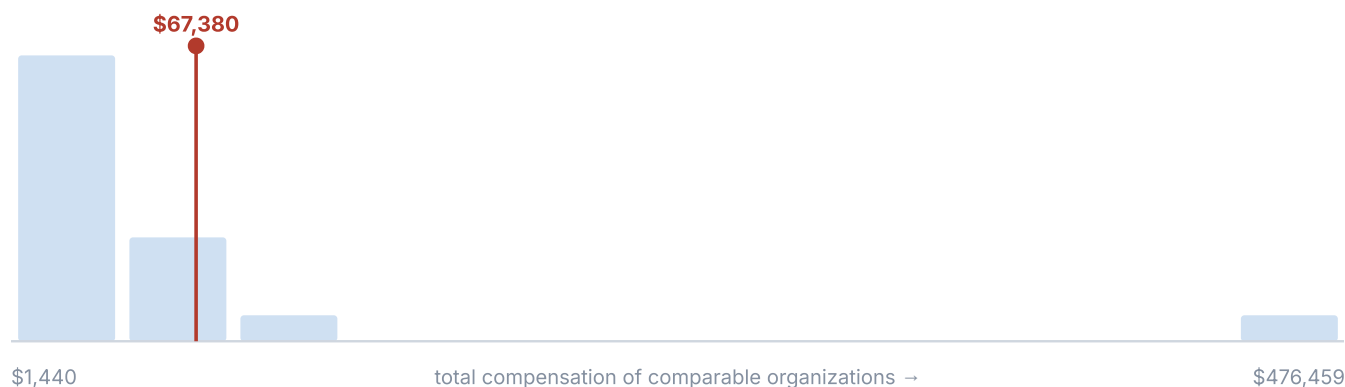 $67,380
$1,440
total compensation of comparable organizations →
$476,459